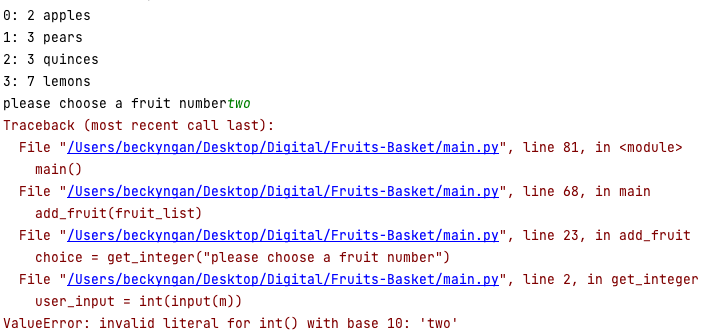 0: 2 apples
1: 3 pears
2: 3 quinces
3: 7 lemons
please choose a fruit numbertwo
Traceback (most recent call last):
  File "/Users/beckyngan/Desktop/Digital/Fruits-Basket/main.py", line 81, in <module>
    main()
  File "/Users/beckyngan/Desktop/Digital/Fruits-Basket/main.py", line 68, in main
    add_fruit(fruit_list)
  File "/Users/beckyngan/Desktop/Digital/Fruits-Basket/main.py", line 23, in add_fruit
    choice = get_integer("please choose a fruit number")
  File "/Users/beckyngan/Desktop/Digital/Fruits-Basket/main.py", line 2, in get_integer
    user_input = int(input(m))
ValueError: invalid literal for int() with base 10: 'two'